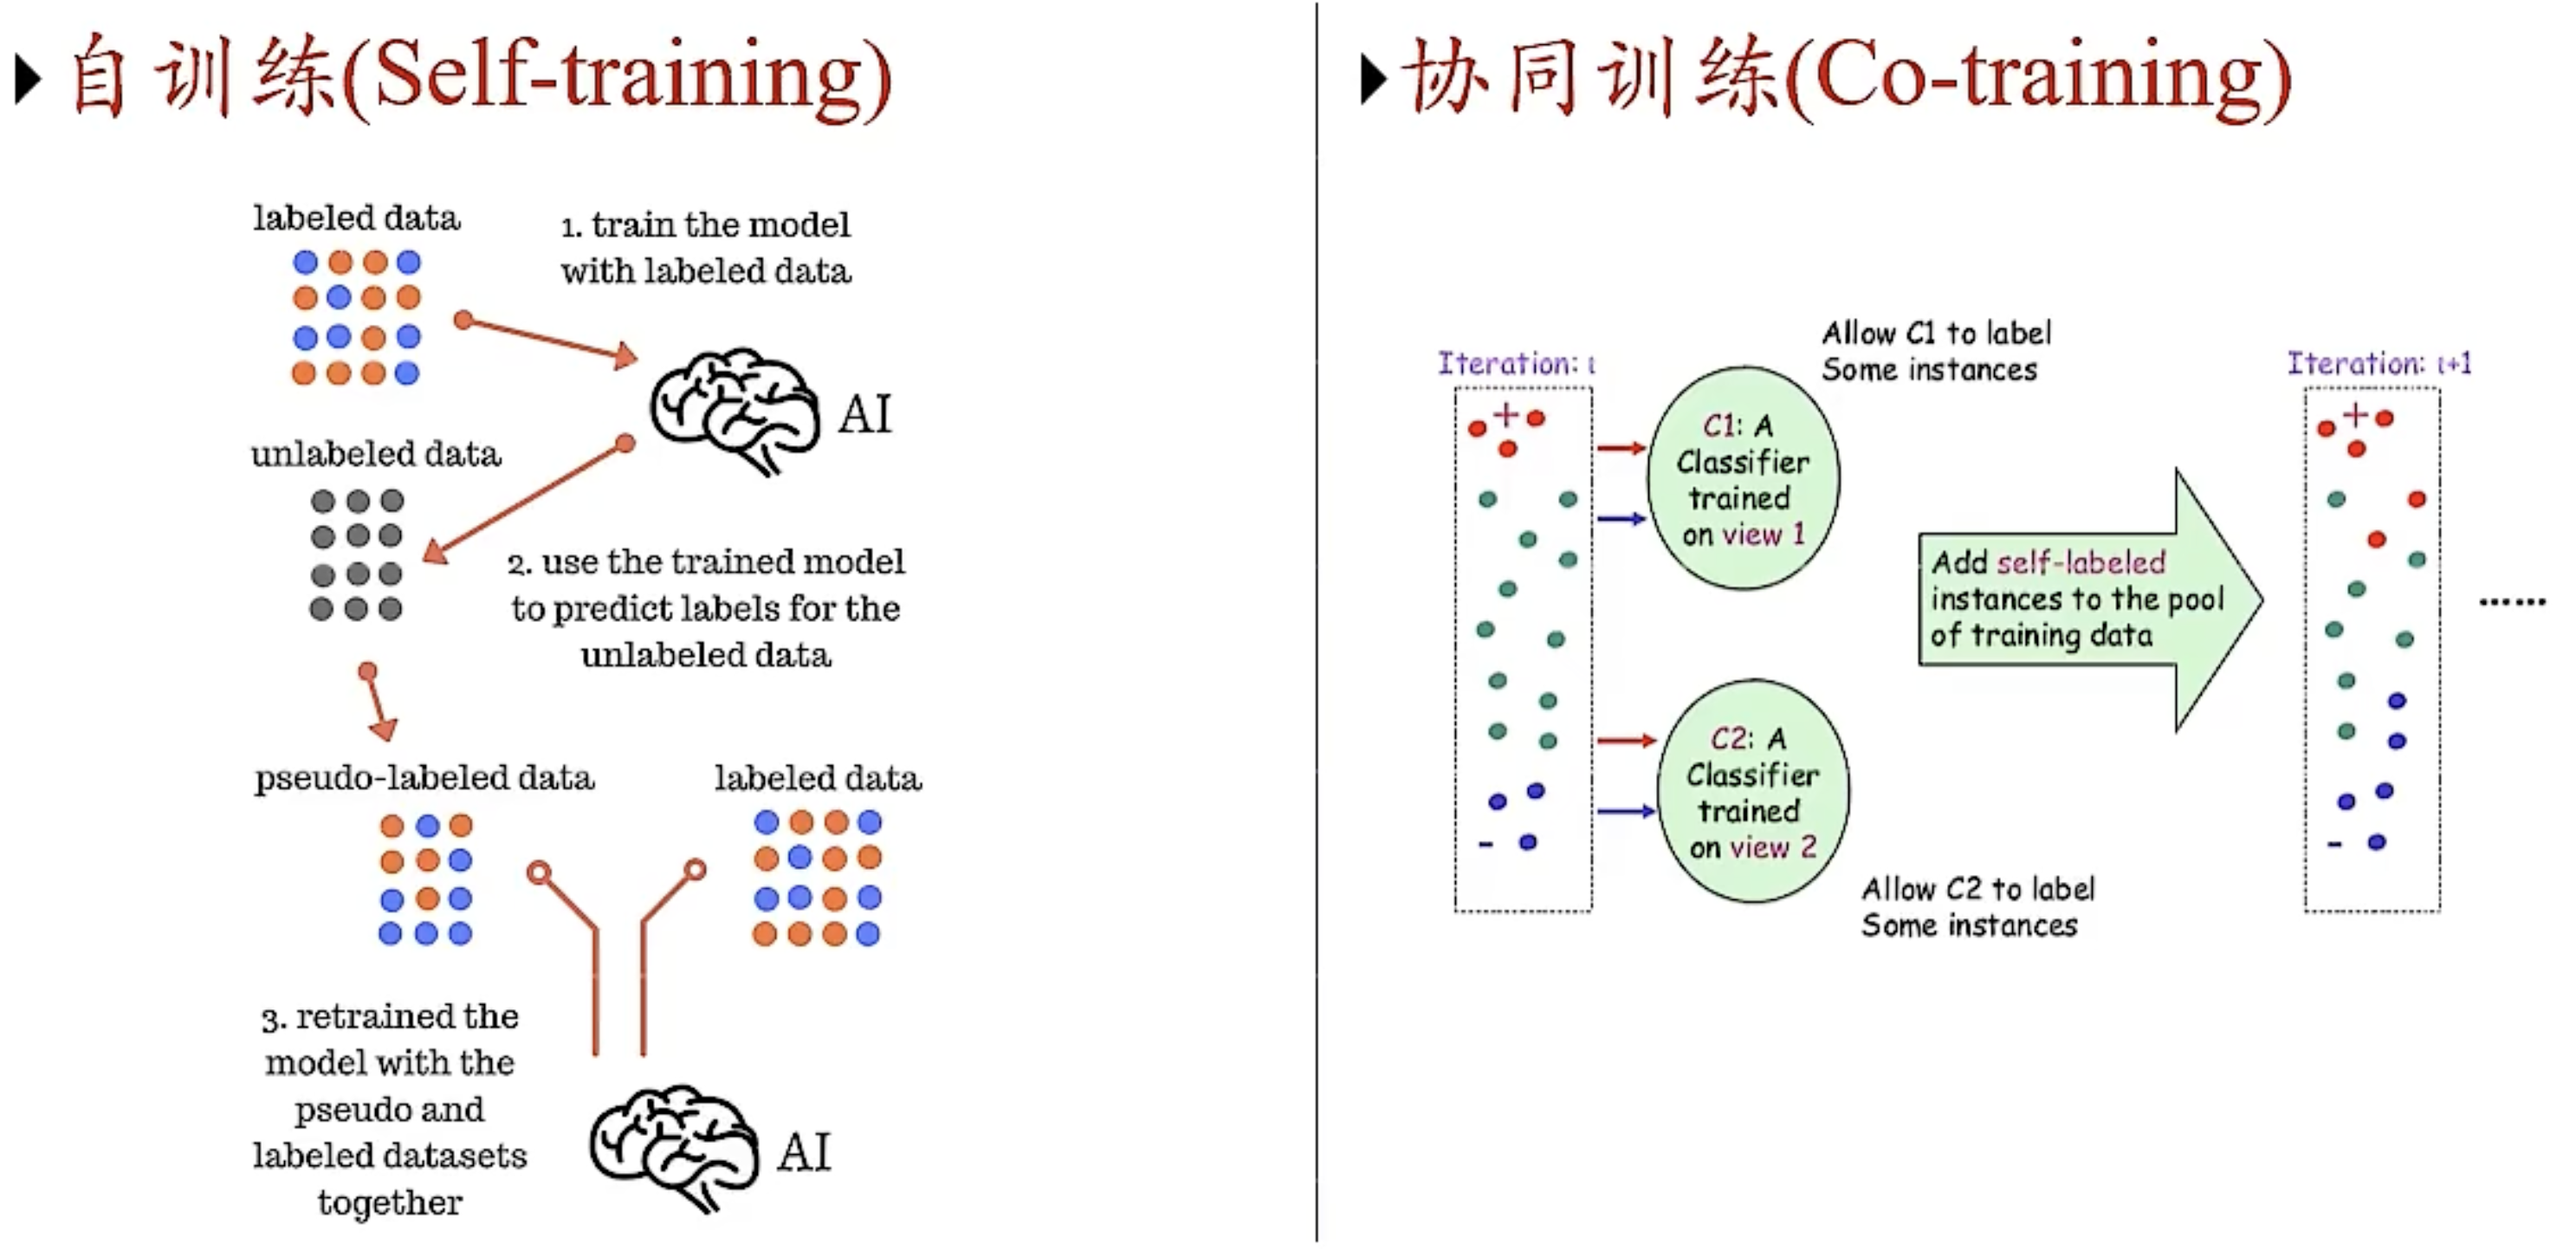 自训练(Self-training)
labeled data
1. train the model
with labeled data
AI
unlabeled data
2. use the trained model
to predict labels for the
unlabeled data
pseudo-labeled data
labeled data
3. retrained the
model with the
pseudo and
labeled datasets
together
AI
协同训练(Co-training)
Allow C1 to label
Some instances
Iteration: t
+
C1: A
Classifier
trained
on view 1
C2: A
Classifier
trained
on view 2
-
Allow C2 to label
Some instances
Add self-labeled
instances to the pool
of training data
Iteration: t+1
+
-
......